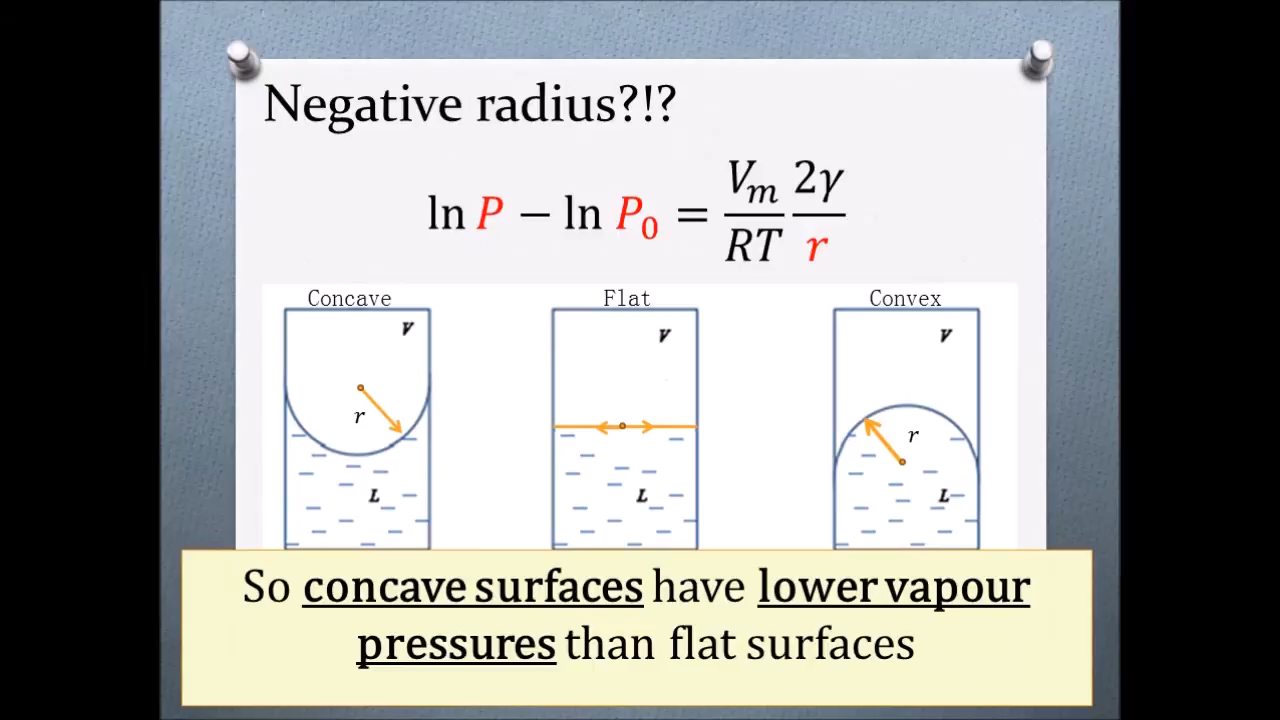 Negative radius?!?
ln P − ln P₀ = V_m/RT 2γ/r
Concave Flat Convex
V V V
r r
L L L
So concave surfaces have lower vapour
pressures than flat surfaces